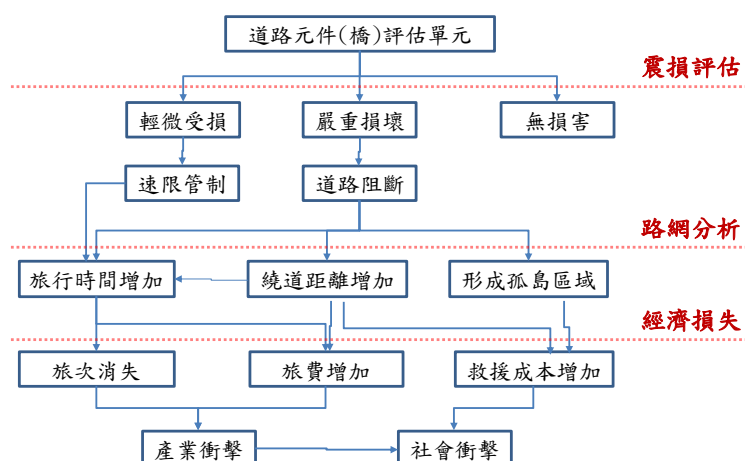 道路元件(橋)評估單元
震損評估
輕微受損
嚴重損壞
無損害
速限管制
道路阻斷
路網分析
旅行時間增加
繞道距離增加
形成孤島區域
經濟損失
旅次消失
旅費增加
救援成本增加
產業衝擊
社會衝擊